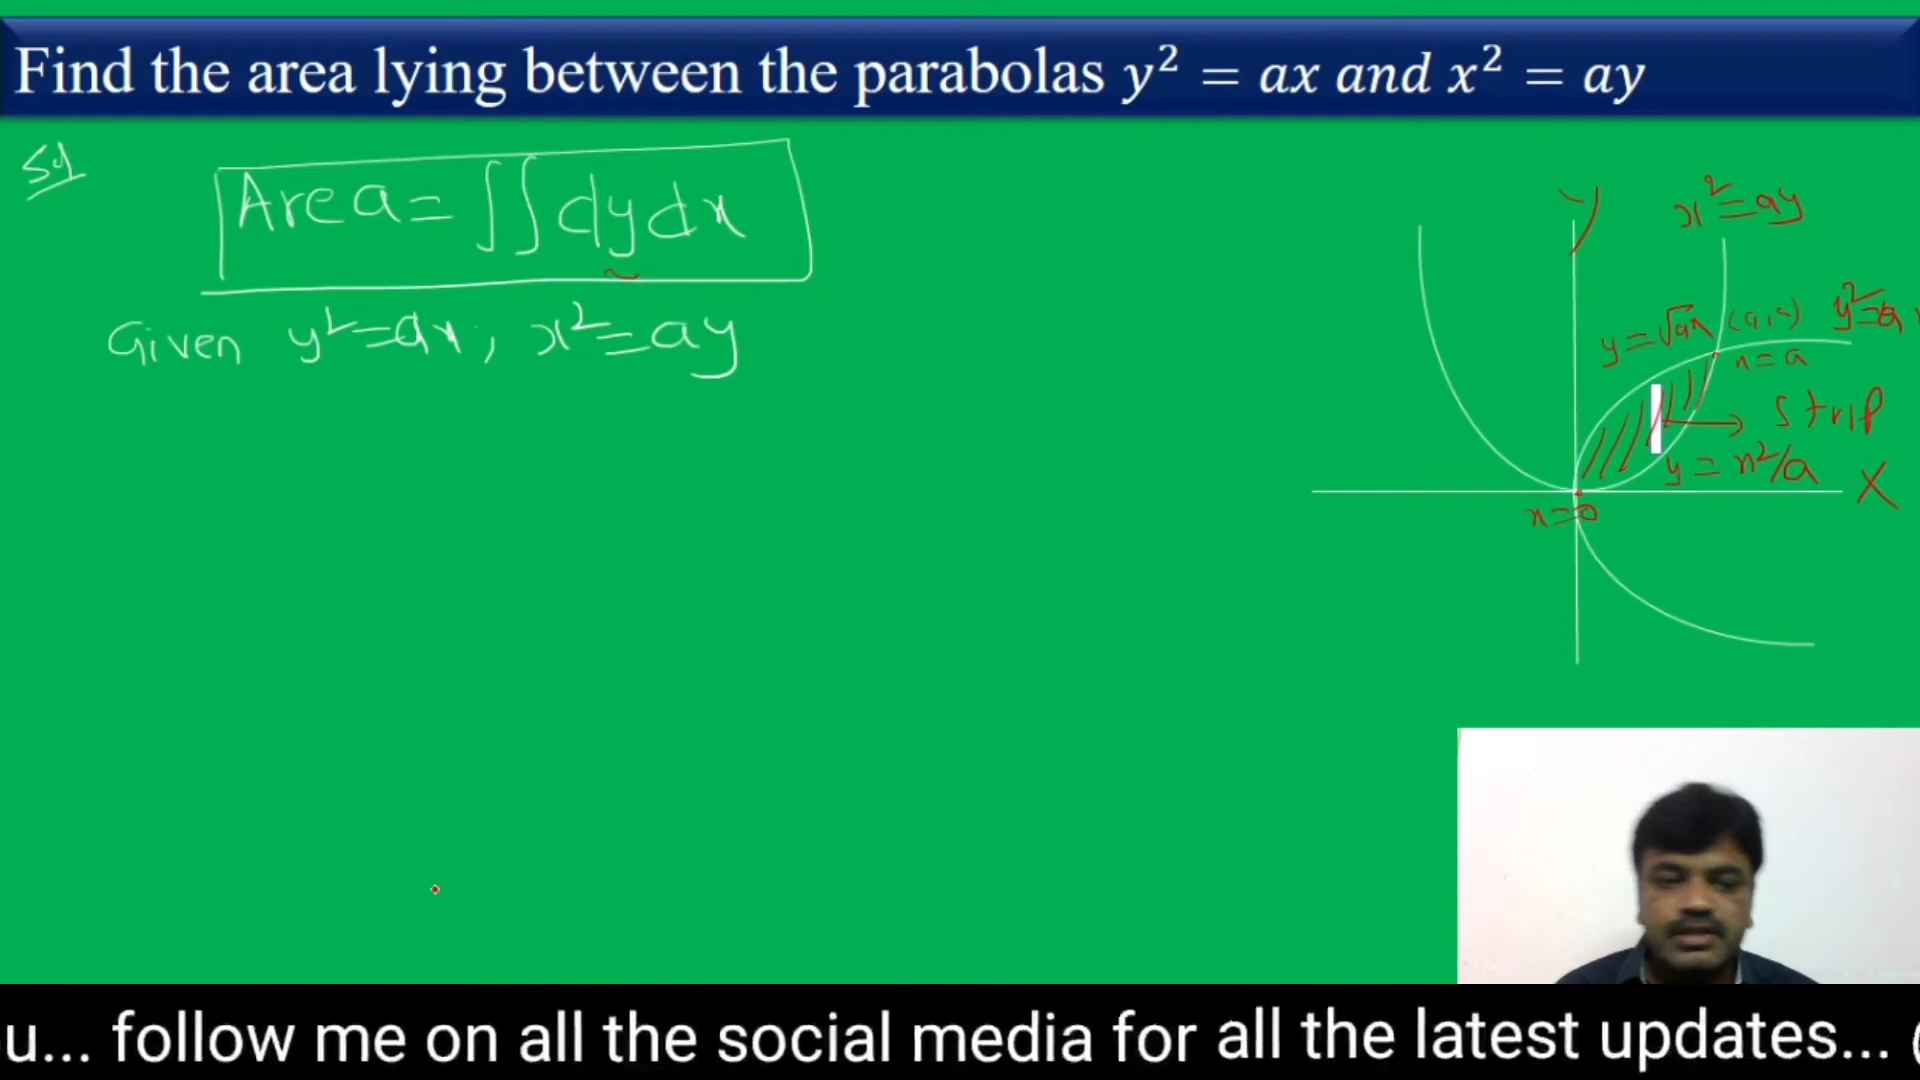 Find the area lying between the parabolas y² = ax and x² = ay
Sol
Area = ∫∫ dy dx
Given y² = ax, x² = ay
Y
x² = ay
y = √ax
(a,a)
y² = a
x = a
strip
y = x²/a
X
x = 0
u... follow me on all the social media for all the latest updates...